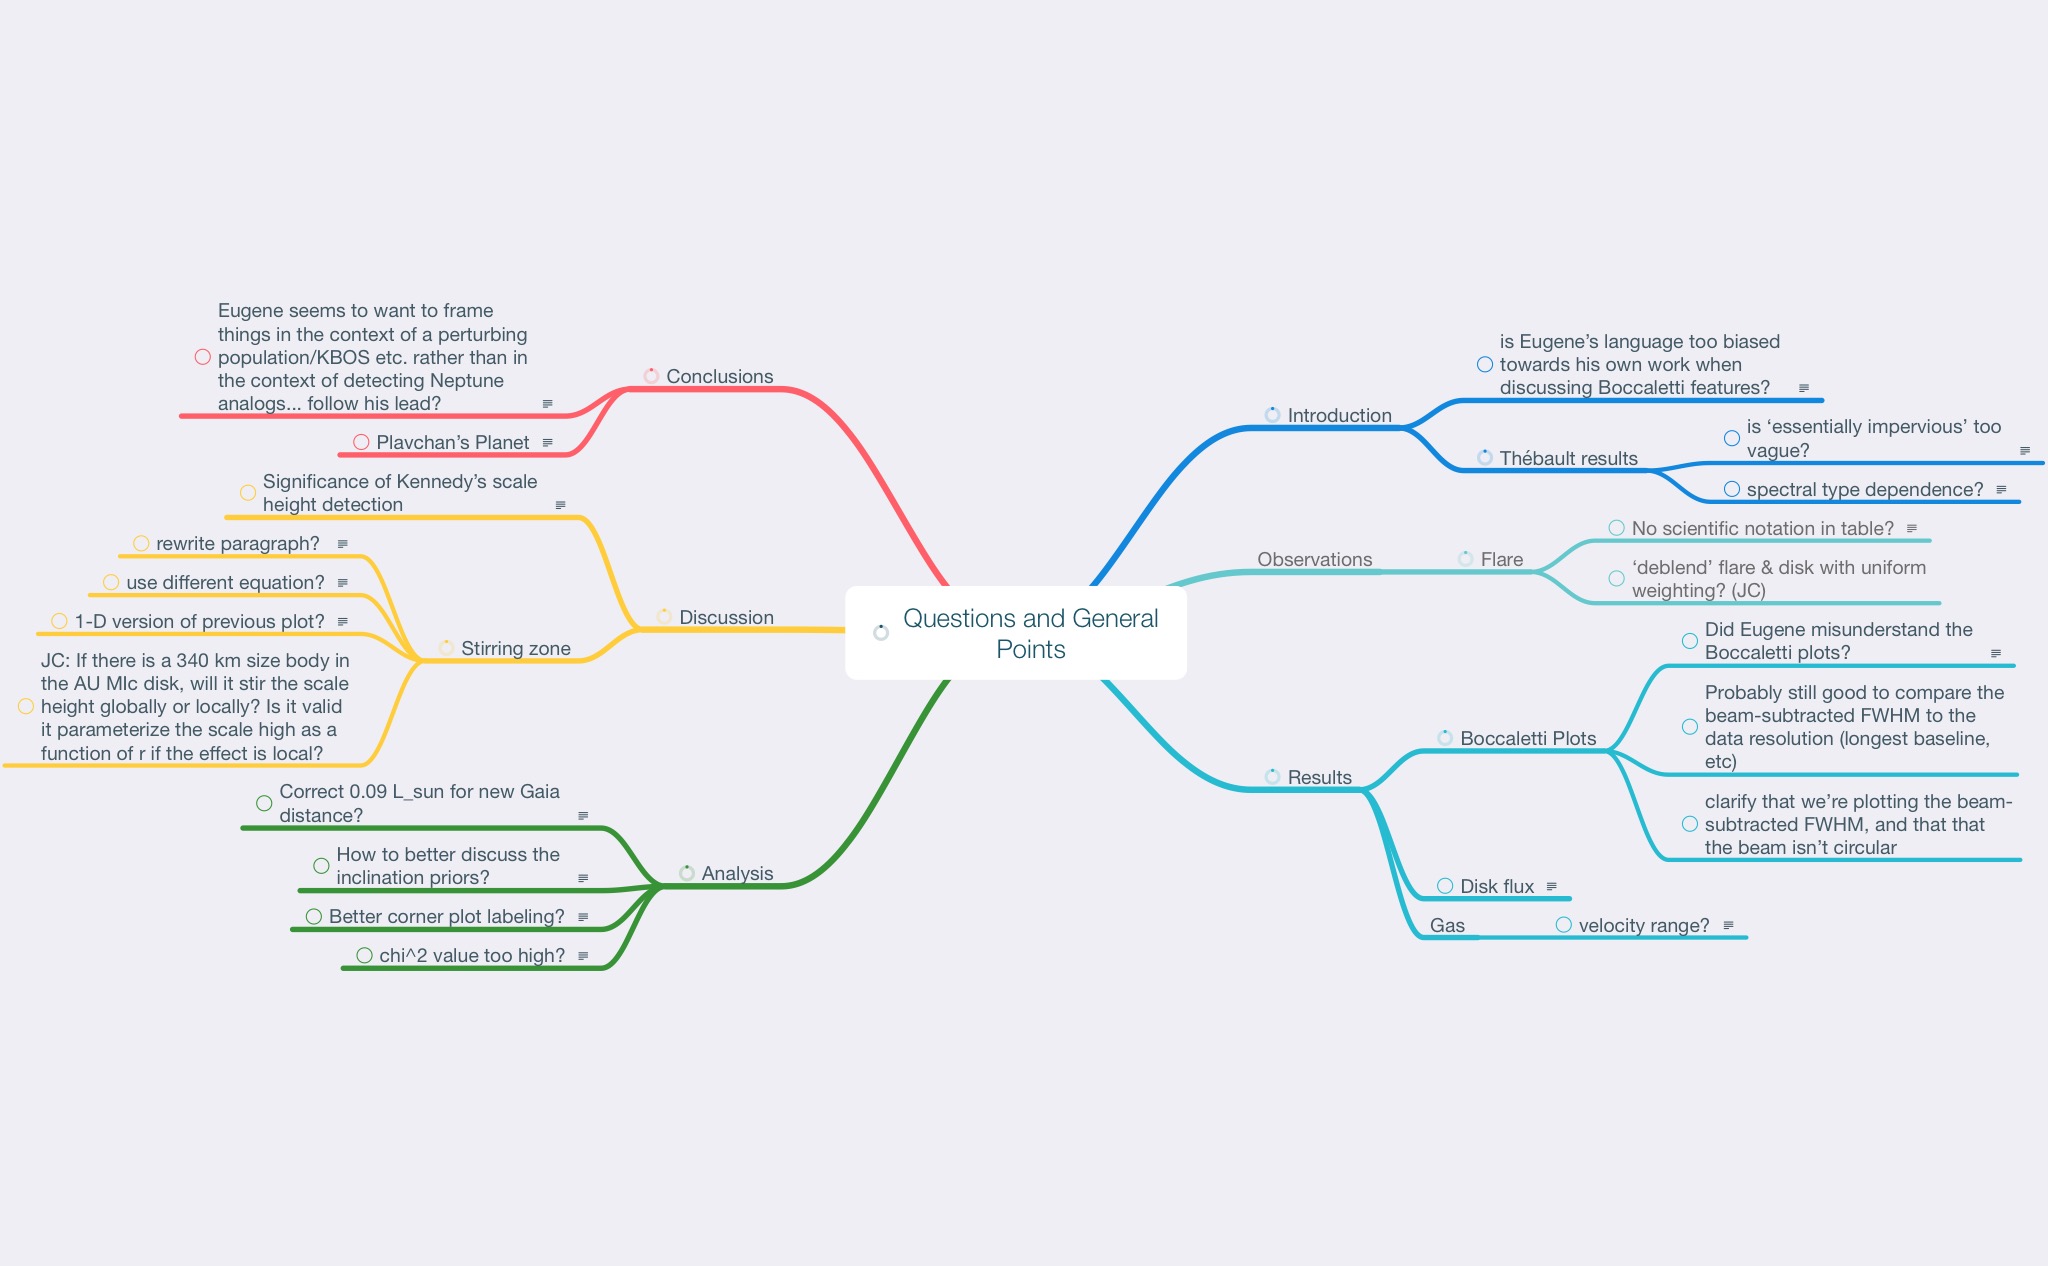 Questions and General
Points
Introduction
is Eugene’s language too biased
towards his own work when
discussing Boccaletti features?
Thébault results
is ‘essentially impervious’ too
vague?
spectral type dependence?
Observations
Flare
No scientific notation in table?
‘deblend’ flare & disk with uniform
weighting? (JC)
Results
Boccaletti Plots
Did Eugene misunderstand the
Boccaletti plots?
Probably still good to compare the
beam-subtracted FWHM to the
data resolution (longest baseline,
etc)
clarify that we’re plotting the beam-
subtracted FWHM, and that that
the beam isn’t circular
Disk flux
Gas
velocity range?
Conclusions
Eugene seems to want to frame
things in the context of a perturbing
population/KBOS etc. rather than in
the context of detecting Neptune
analogs... follow his lead?
Plavchan’s Planet
Discussion
Significance of Kennedy’s scale
height detection
Stirring zone
rewrite paragraph?
use different equation?
1-D version of previous plot?
JC: If there is a 340 km size body in
the AU MIc disk, will it stir the scale
height globally or locally? Is it valid
it parameterize the scale high as a
function of r if the effect is local?
Analysis
Correct 0.09 L_sun for new Gaia
distance?
How to better discuss the
inclination priors?
Better corner plot labeling?
chi^2 value too high?